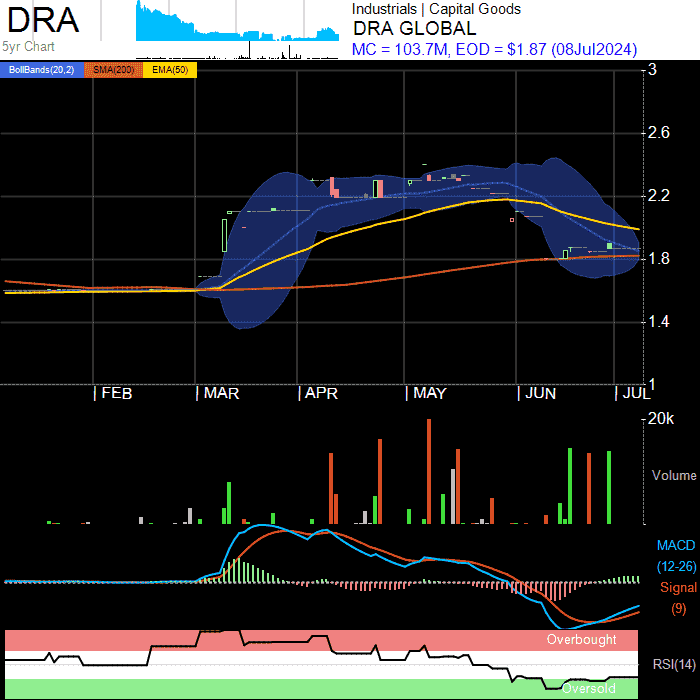 DRA
5yr Chart
Industrials | Capital Goods
DRA GLOBAL
MC = 103.7M, EOD = $1.87 (08Jul2024)
BollBands(20,2) SMA(200) EMA(50)
3
2.6
2.2
1.8
1.4
1
FEB MAR APR MAY JUN JUL
20k
Volume
MACD
(12-26)
Signal
(9)
Overbought
RSI(14)
Oversold